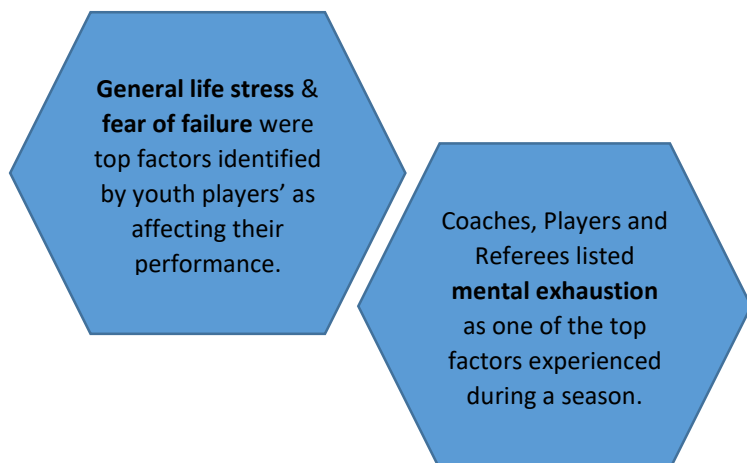 General life stress &
fear of failure were
top factors identified
by youth players’ as
affecting their
performance.
Coaches, Players and
Referees listed
mental exhaustion
as one of the top
factors experienced
during a season.